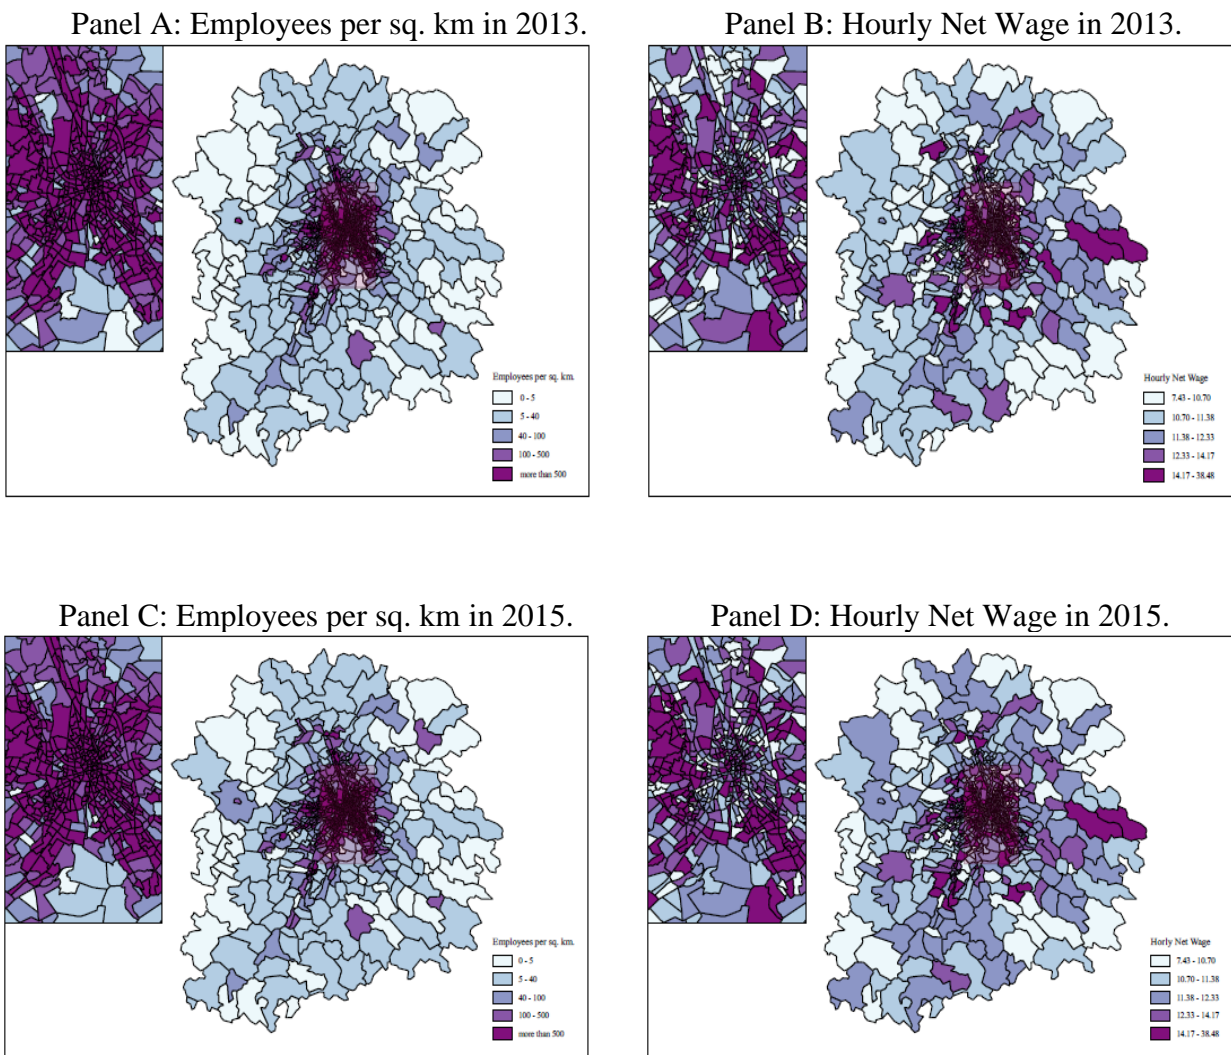 Panel A: Employees per sq. km in 2013.
Panel B: Hourly Net Wage in 2013.
Employees per sq. km.
0 - 5
5 - 40
40 - 100
100 - 500
more than 500
Hourly Net Wage
7.43 - 10.70
10.70 - 11.38
11.38 - 12.33
12.33 - 14.17
14.17 - 38.48
Panel C: Employees per sq. km in 2015.
Panel D: Hourly Net Wage in 2015.
Employees per sq. km.
0 - 5
5 - 40
40 - 100
100 - 500
more than 500
Horly Net Wage
7.43 - 10.70
10.70 - 11.38
11.38 - 12.33
12.33 - 14.17
14.17 - 38.48